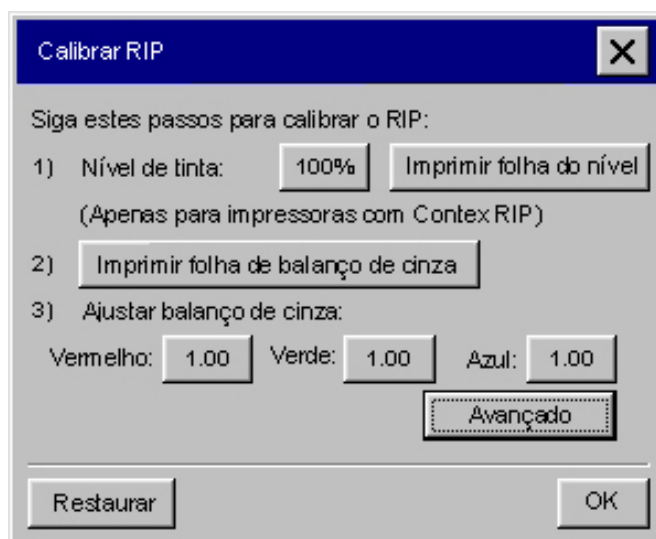 Calibrar RIP
Siga estes passos para calibrar o RIP:
1) Nível de tinta: 100% Imprimir folha do nível
(Apenas para impressoras com Contex RIP)
2) Imprimir folha de balanço de cinza
3) Ajustar balanço de cinza:
Vermelho: 1.00 Verde: 1.00 Azul: 1.00
Avançado
Restaurar OK